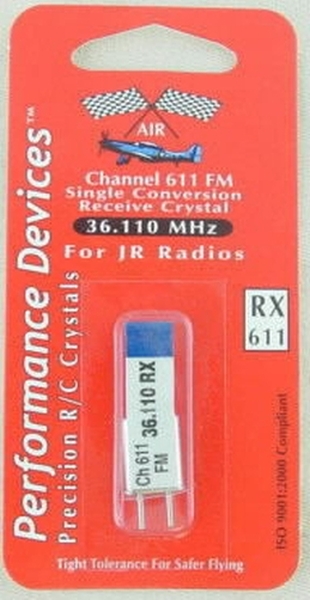 AIR
Channel 611 FM
Single Conversion
Receive Crystal
36.110 MHz
For JR Radios
Performance Devices™
Precision R/C Crystals
RX
611
Ch 611 36.110 RX
FM
ISO 9001:2000 Compliant
Tight Tolerance For Safer Flying